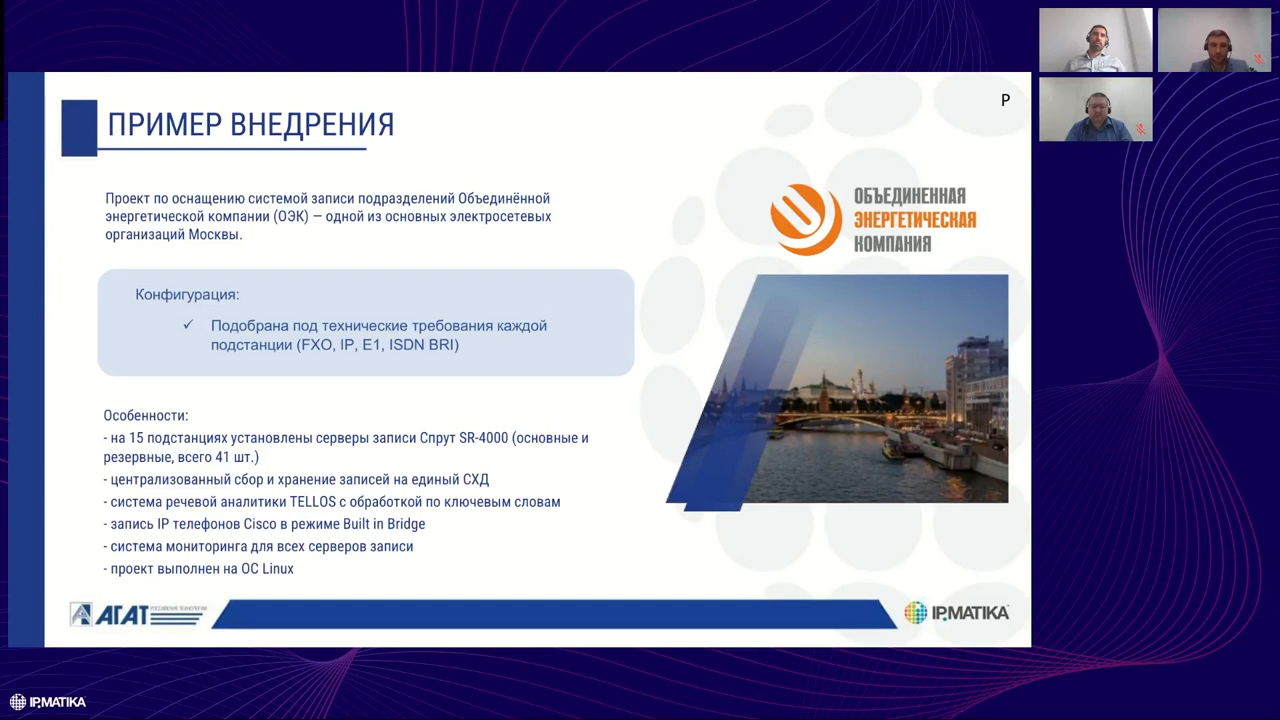 Р
ПРИМЕР ВНЕДРЕНИЯ
Проект по оснащению системой записи подразделений Объединённой
энергетической компании (ОЭК) — одной из основных электросетевых
организаций Москвы.
ОБЪЕДИНЕННАЯ
ЭНЕРГЕТИЧЕСКАЯ
КОМПАНИЯ
Конфигурация:
✓ Подобрана под технические требования каждой
подстанции (FXO, IP, E1, ISDN BRI)
Особенности:
- на 15 подстанциях установлены серверы записи Спрут SR-4000 (основные и
резервные, всего 41 шт.)
- централизованный сбор и хранение записей на единый СХД
- система речевой аналитики TELLOS с обработкой по ключевым словам
- запись IP телефонов Cisco в режиме Built in Bridge
- система мониторинга для всех серверов записи
- проект выполнен на ОС Linux
АГАТ РОССИЙСКИЕ ТЕХНОЛОГИИ
IPMATIKA
IPMATIKA